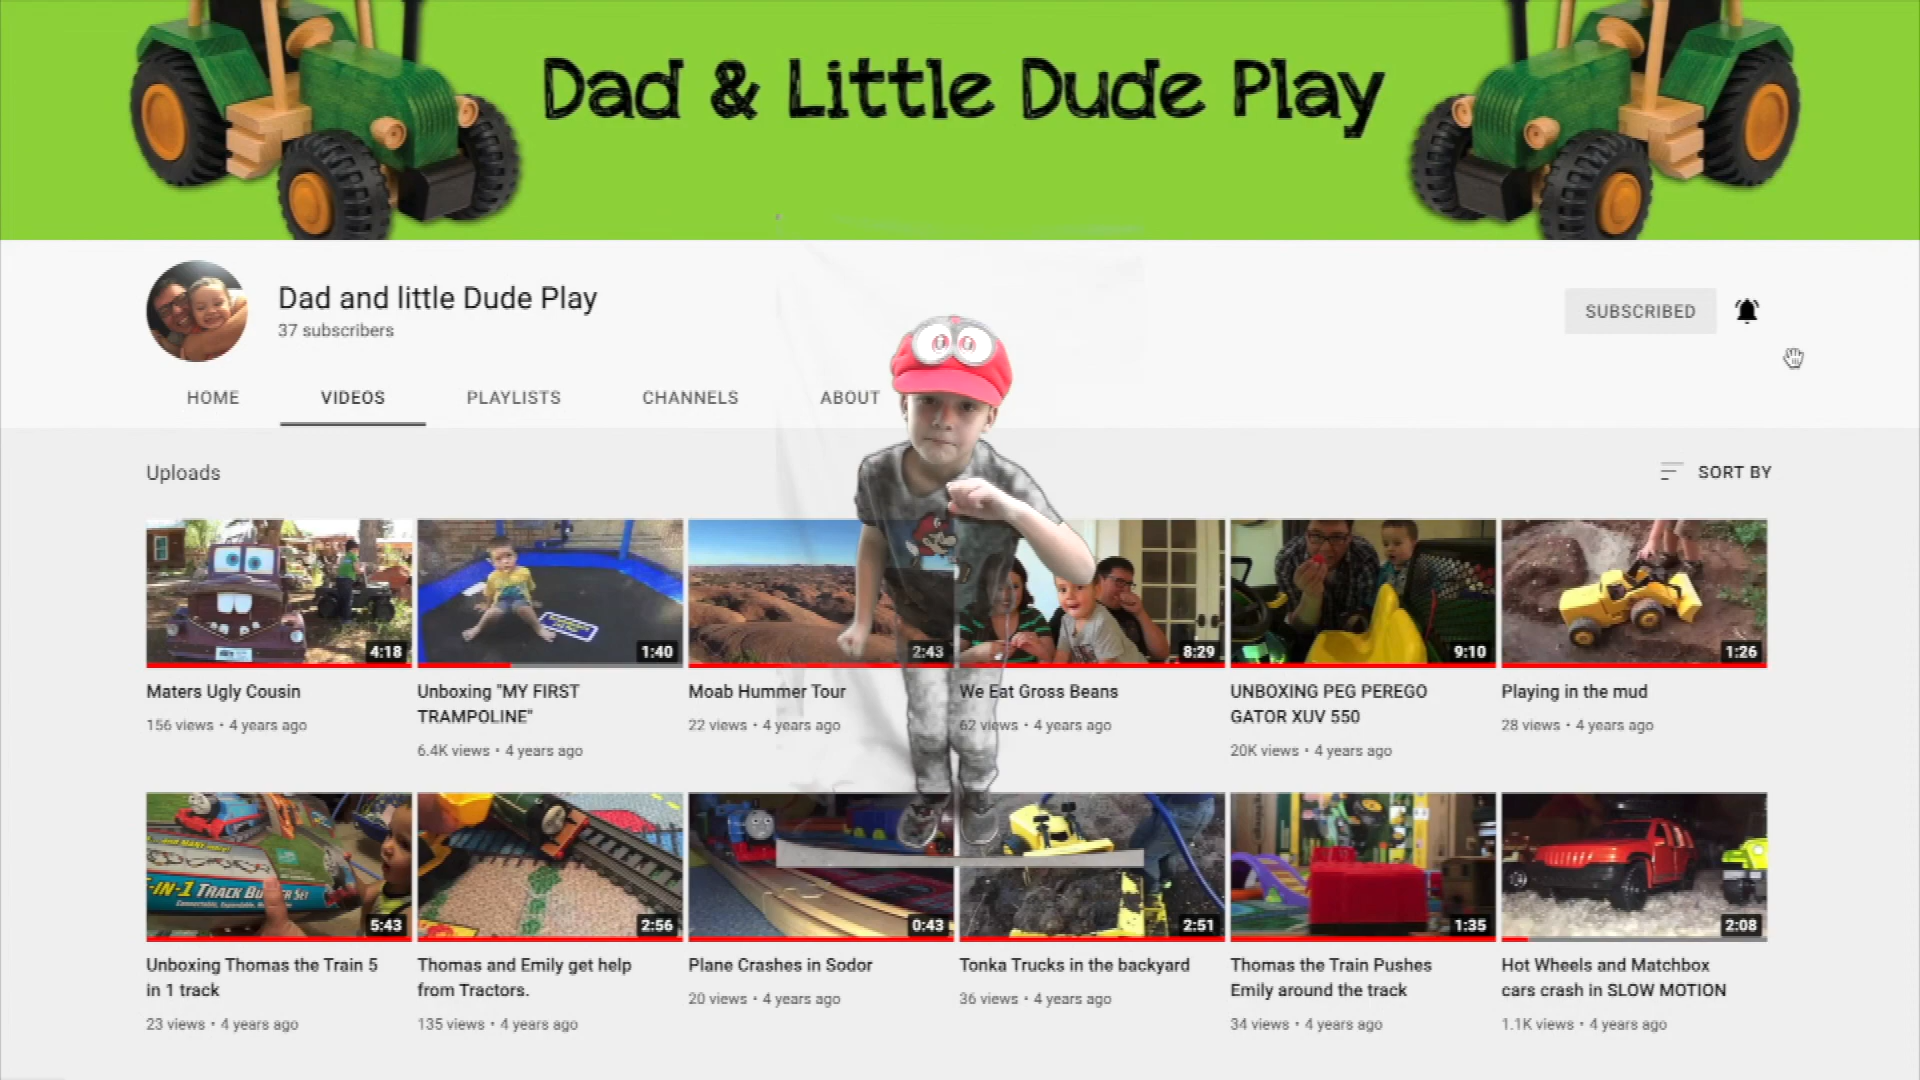 Dad & Little Dude Play
Dad and little Dude Play
37 subscribers
SUBSCRIBED
HOME VIDEOS PLAYLISTS CHANNELS ABOUT
Uploads
SORT BY
4:18 1:40 2:43 8:29 9:10 1:26
Maters Ugly Cousin
156 views • 4 years ago
Unboxing "MY FIRST
TRAMPOLINE"
6.4K views • 4 years ago
Moab Hummer Tour
22 views • 4 years ago
We Eat Gross Beans
62 views • 4 years ago
UNBOXING PEG PEREGO
GATOR XUV 550
20K views • 4 years ago
Playing in the mud
28 views • 4 years ago
... and MANY more!
-IN-1 TRACK BUILDER SET
5:43 2:56 0:43 2:51 1:35 2:08
Unboxing Thomas the Train 5
in 1 track
23 views • 4 years ago
Thomas and Emily get help
from Tractors.
135 views • 4 years ago
Plane Crashes in Sodor
20 views • 4 years ago
Tonka Trucks in the backyard
36 views • 4 years ago
Thomas the Train Pushes
Emily around the track
34 views • 4 years ago
Hot Wheels and Matchbox
cars crash in SLOW MOTION
1.1K views • 4 years ago